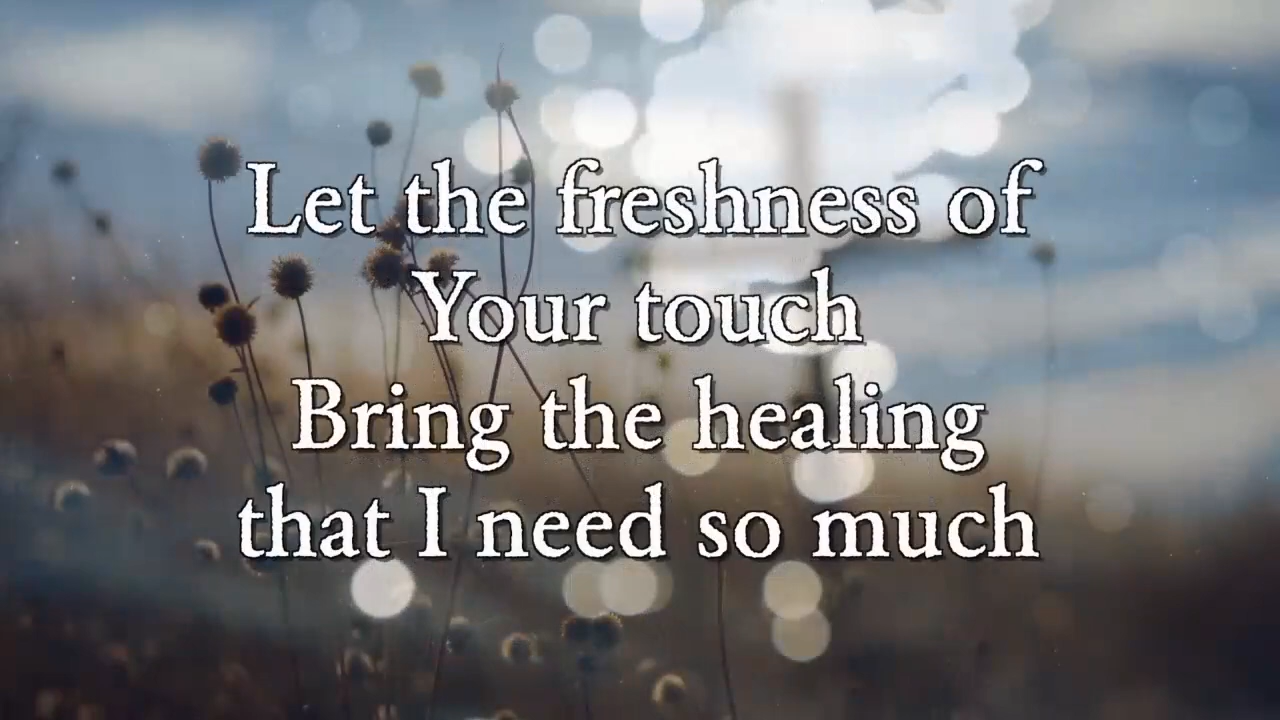 Let the freshness of
Your touch
Bring the healing
that I need so much